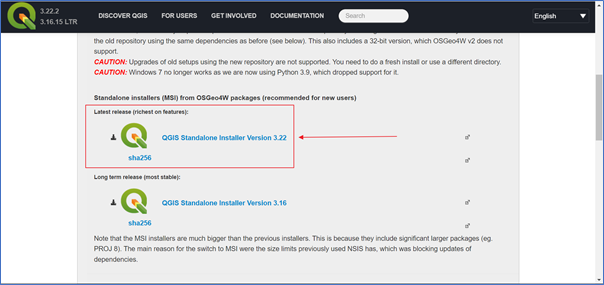 3.22.2
3.16.15 LTR
DISCOVER QGIS FOR USERS GET INVOLVED DOCUMENTATION Search English
the old repository using the same dependencies as before (see below). This also includes a 32-bit version, which OSGeo4W v2 does not
support.
CAUTION: Upgrades of old setups using the new repository are not supported. You need to do a fresh install or use a different directory.
CAUTION: Windows 7 no longer works as we are now using Python 3.9, which dropped support for it.
Standalone installers (MSI) from OSGeo4W packages (recommended for new users)
Latest release (richest on features):
QGIS Standalone Installer Version 3.22
sha256
Long term release (most stable):
QGIS Standalone Installer Version 3.16
sha256
Note that the MSI installers are much bigger than the previous installers. This is because they include significant larger packages (eg.
PROJ 8). The main reason for the switch to MSI were the size limits previously used NSIS has, which was blocking updates of
dependencies.